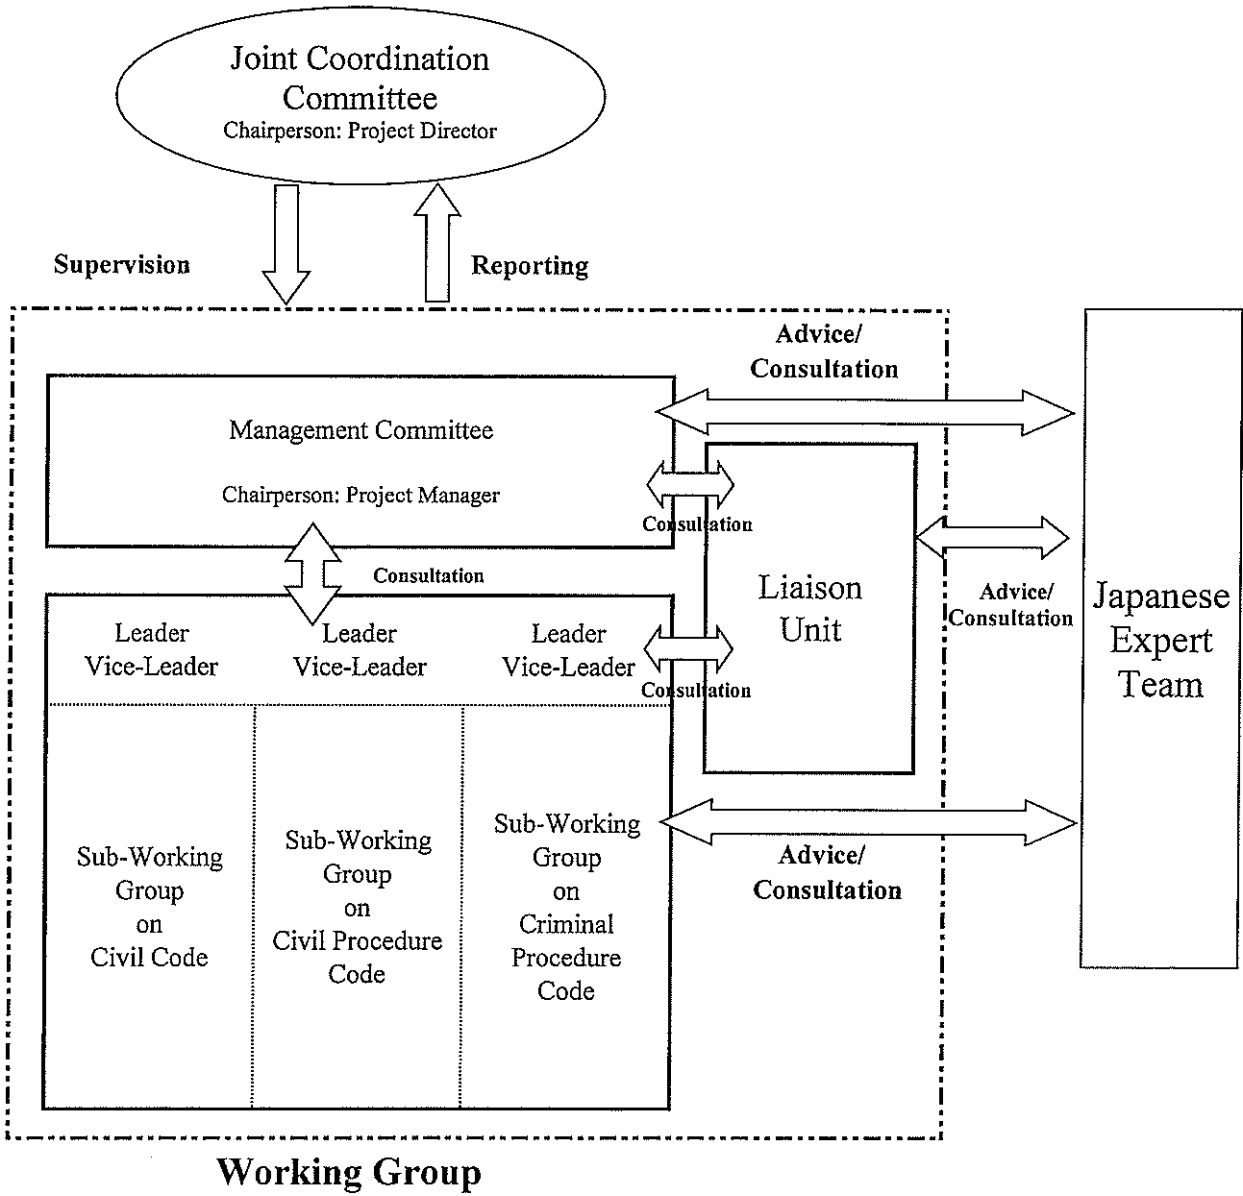 Joint Coordination
Committee
Chairperson: Project Director
Supervision
Reporting
Advice/
Consultation
Management Committee
Chairperson: Project Manager
Consultation
Consultation
Liaison
Unit
Advice/
Consultation
Japanese
Expert
Team
Leader
Vice-Leader
Leader
Vice-Leader
Leader
Vice-Leader
Consultation
Sub-Working
Group
on
Civil Code
Sub-Working
Group
on
Civil Procedure
Code
Sub-Working
Group
on
Criminal
Procedure
Code
Advice/
Consultation
Working Group